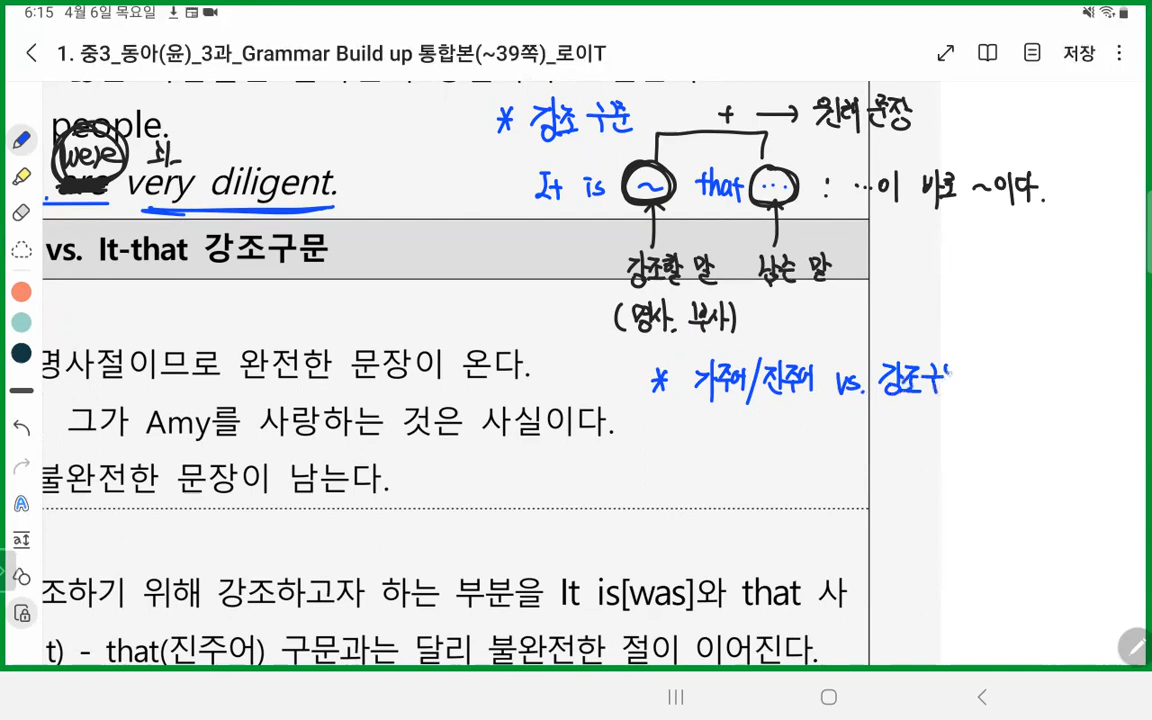 6:15 4월 6일 목요일
1. 중3_동아(윤)_3과_Grammar Build up 통합본(~39쪽)_로이T 저장
people.
* 강조 구문 + → 원래 문장
were
very diligent.
It is ~ that … : …이 바로 ~이다.
vs. It-that 강조구문
강조할 말 남은 말
(명사, 부사)
명사절이므로 완전한 문장이 온다.
* 가주어/진주어 vs. 강조구
그가 Amy를 사랑하는 것은 사실이다.
불완전한 문장이 남는다.
조하기 위해 강조하고자 하는 부분을 It is[was]와 that 사
t) - that(진주어) 구문과는 달리 불완전한 절이 이어진다.